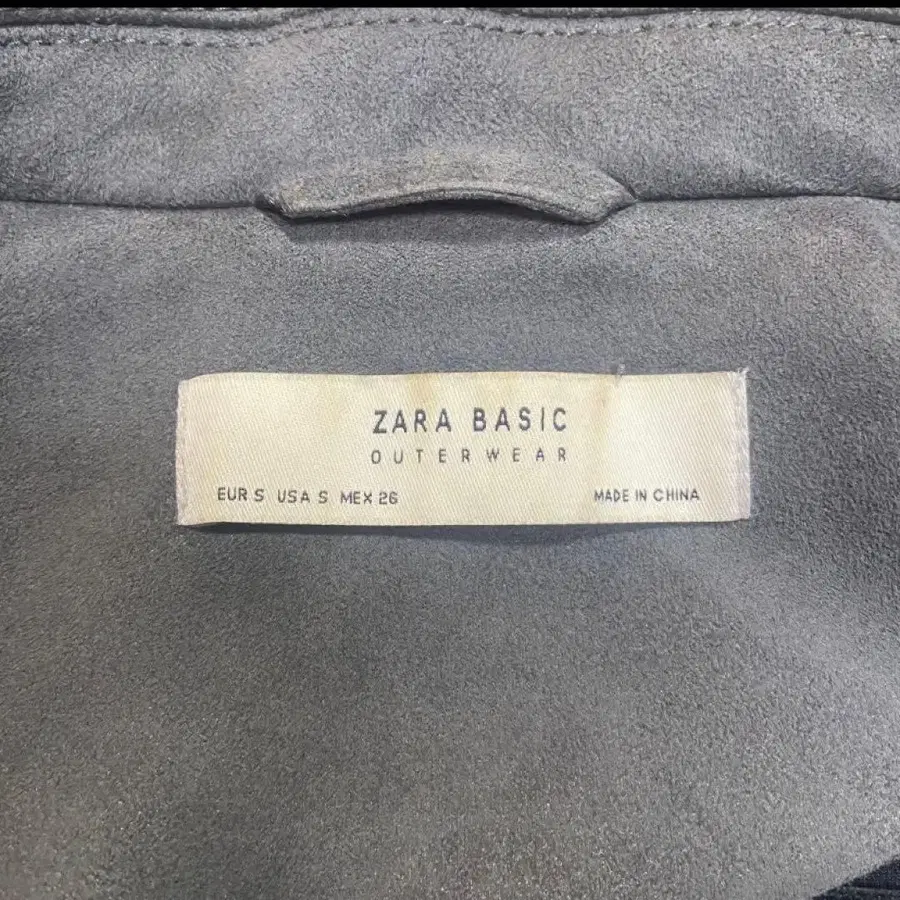 ZARA BASIC
OUTERWEAR
EUR S USA S MEX 26 MADE IN CHINA